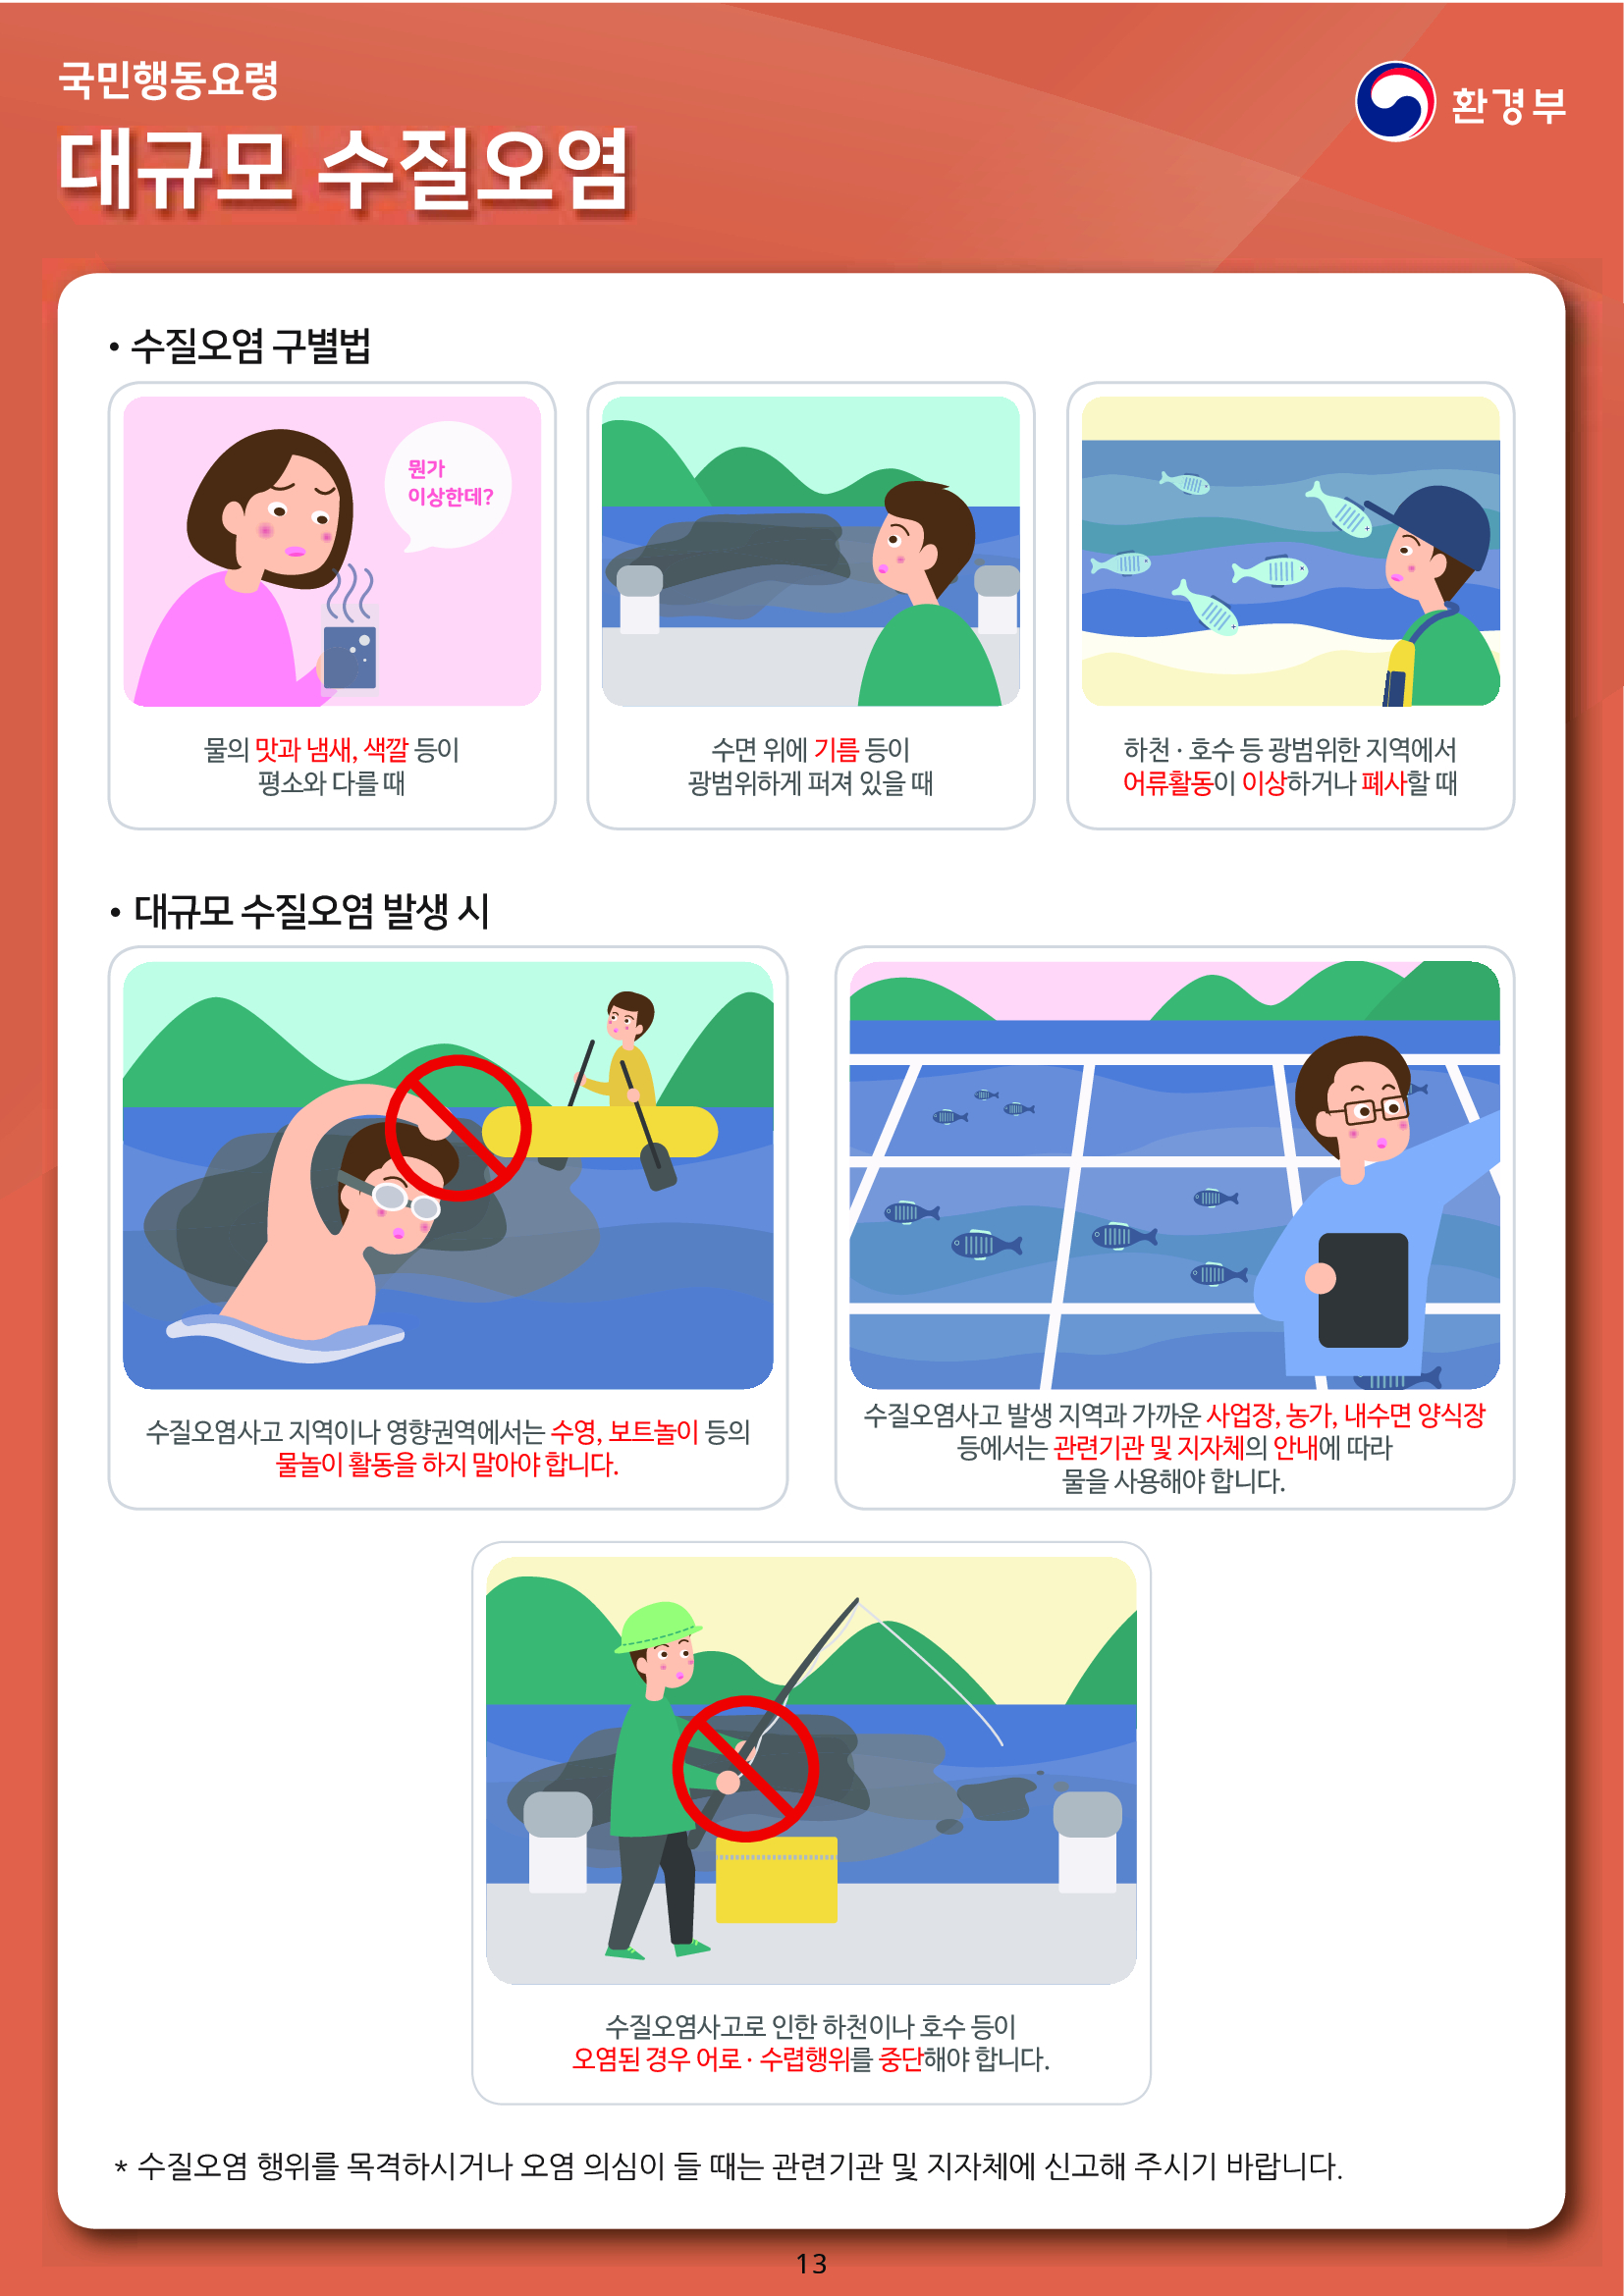 국민행동요령
대규모 수질오염
환경부
• 수질오염 구별법
뭔가
이상한데?
물의 맛과 냄새, 색깔 등이
평소와 다를 때
수면 위에 기름 등이
광범위하게 퍼져 있을 때
하천 · 호수 등 광범위한 지역에서
어류활동이 이상하거나 폐사할 때
• 대규모 수질오염 발생 시
수질오염사고 지역이나 영향권역에서는 수영, 보트놀이 등의
물놀이 활동을 하지 말아야 합니다.
수질오염사고 발생 지역과 가까운 사업장, 농가, 내수면 양식장
등에서는 관련기관 및 지자체의 안내에 따라
물을 사용해야 합니다.
수질오염사고로 인한 하천이나 호수 등이
오염된 경우 어로 · 수렵행위를 중단해야 합니다.
* 수질오염 행위를 목격하시거나 오염 의심이 들 때는 관련기관 및 지자체에 신고해 주시기 바랍니다.
13